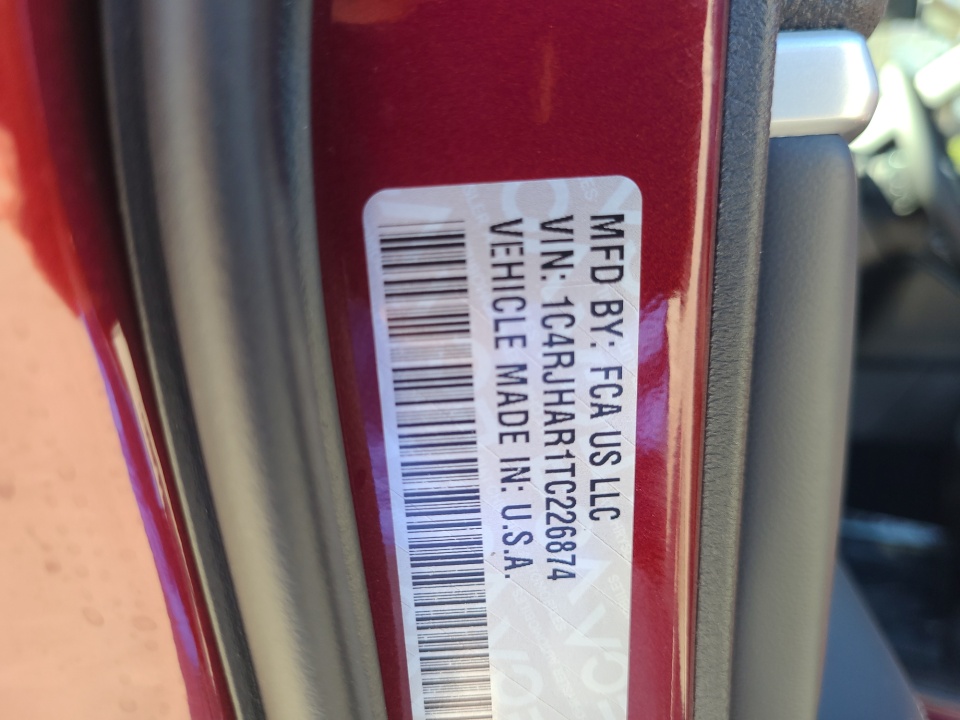 MFD BY: FCA US LLC
VIN: 1C4RJHAR1TC226874
VEHICLE MADE IN: U.S.A.